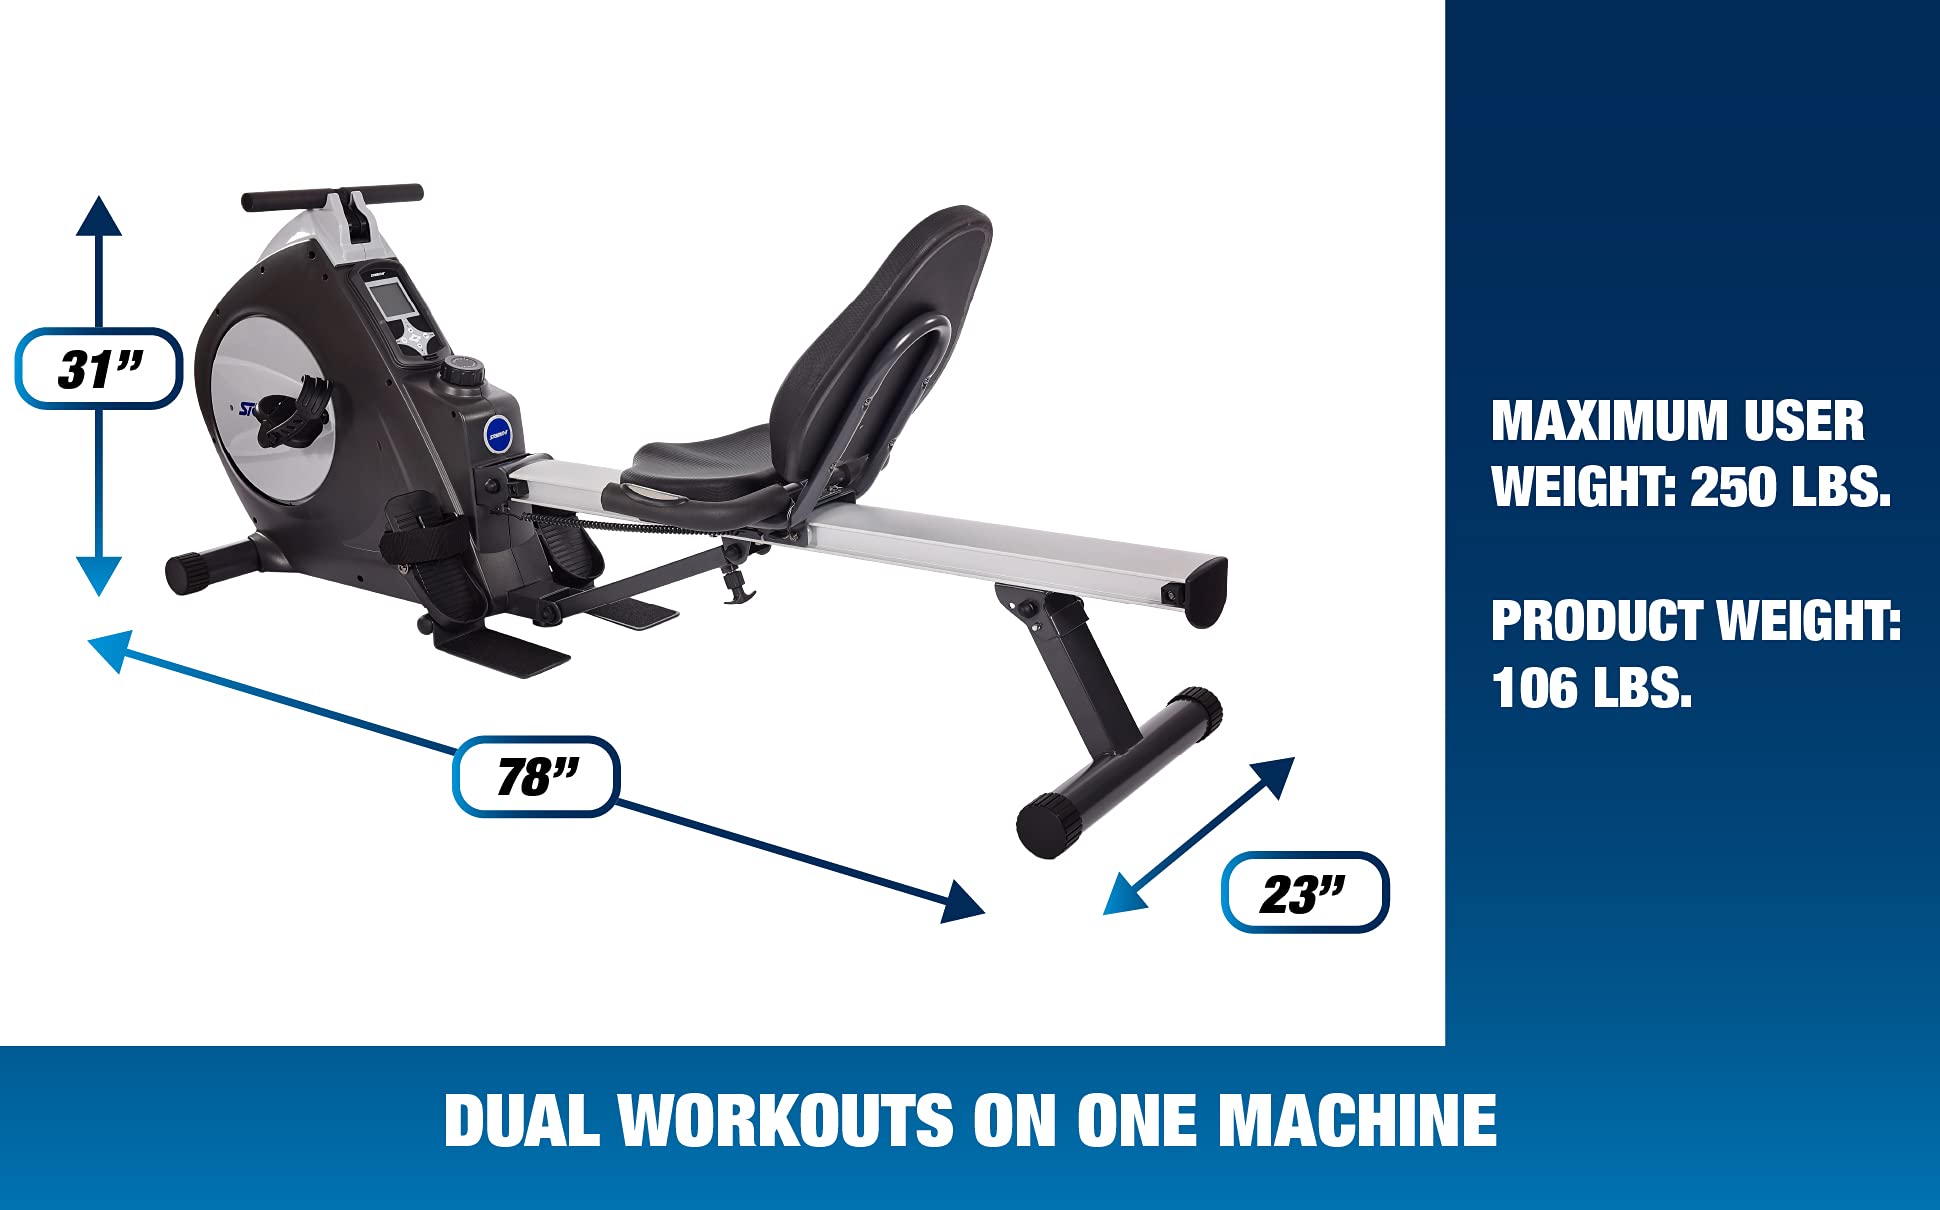 31”
78”
23”
MAXIMUM USER
WEIGHT: 250 LBS.
PRODUCT WEIGHT:
106 LBS.
DUAL WORKOUTS ON ONE MACHINE